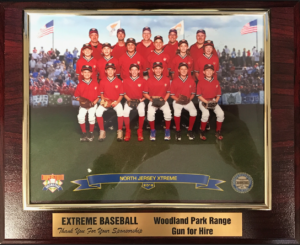 NORTH JERSEY XTREME
EXTREME BASEBALL
Thank You For Your Sponsorship
Woodland Park Range
Gun for Hire